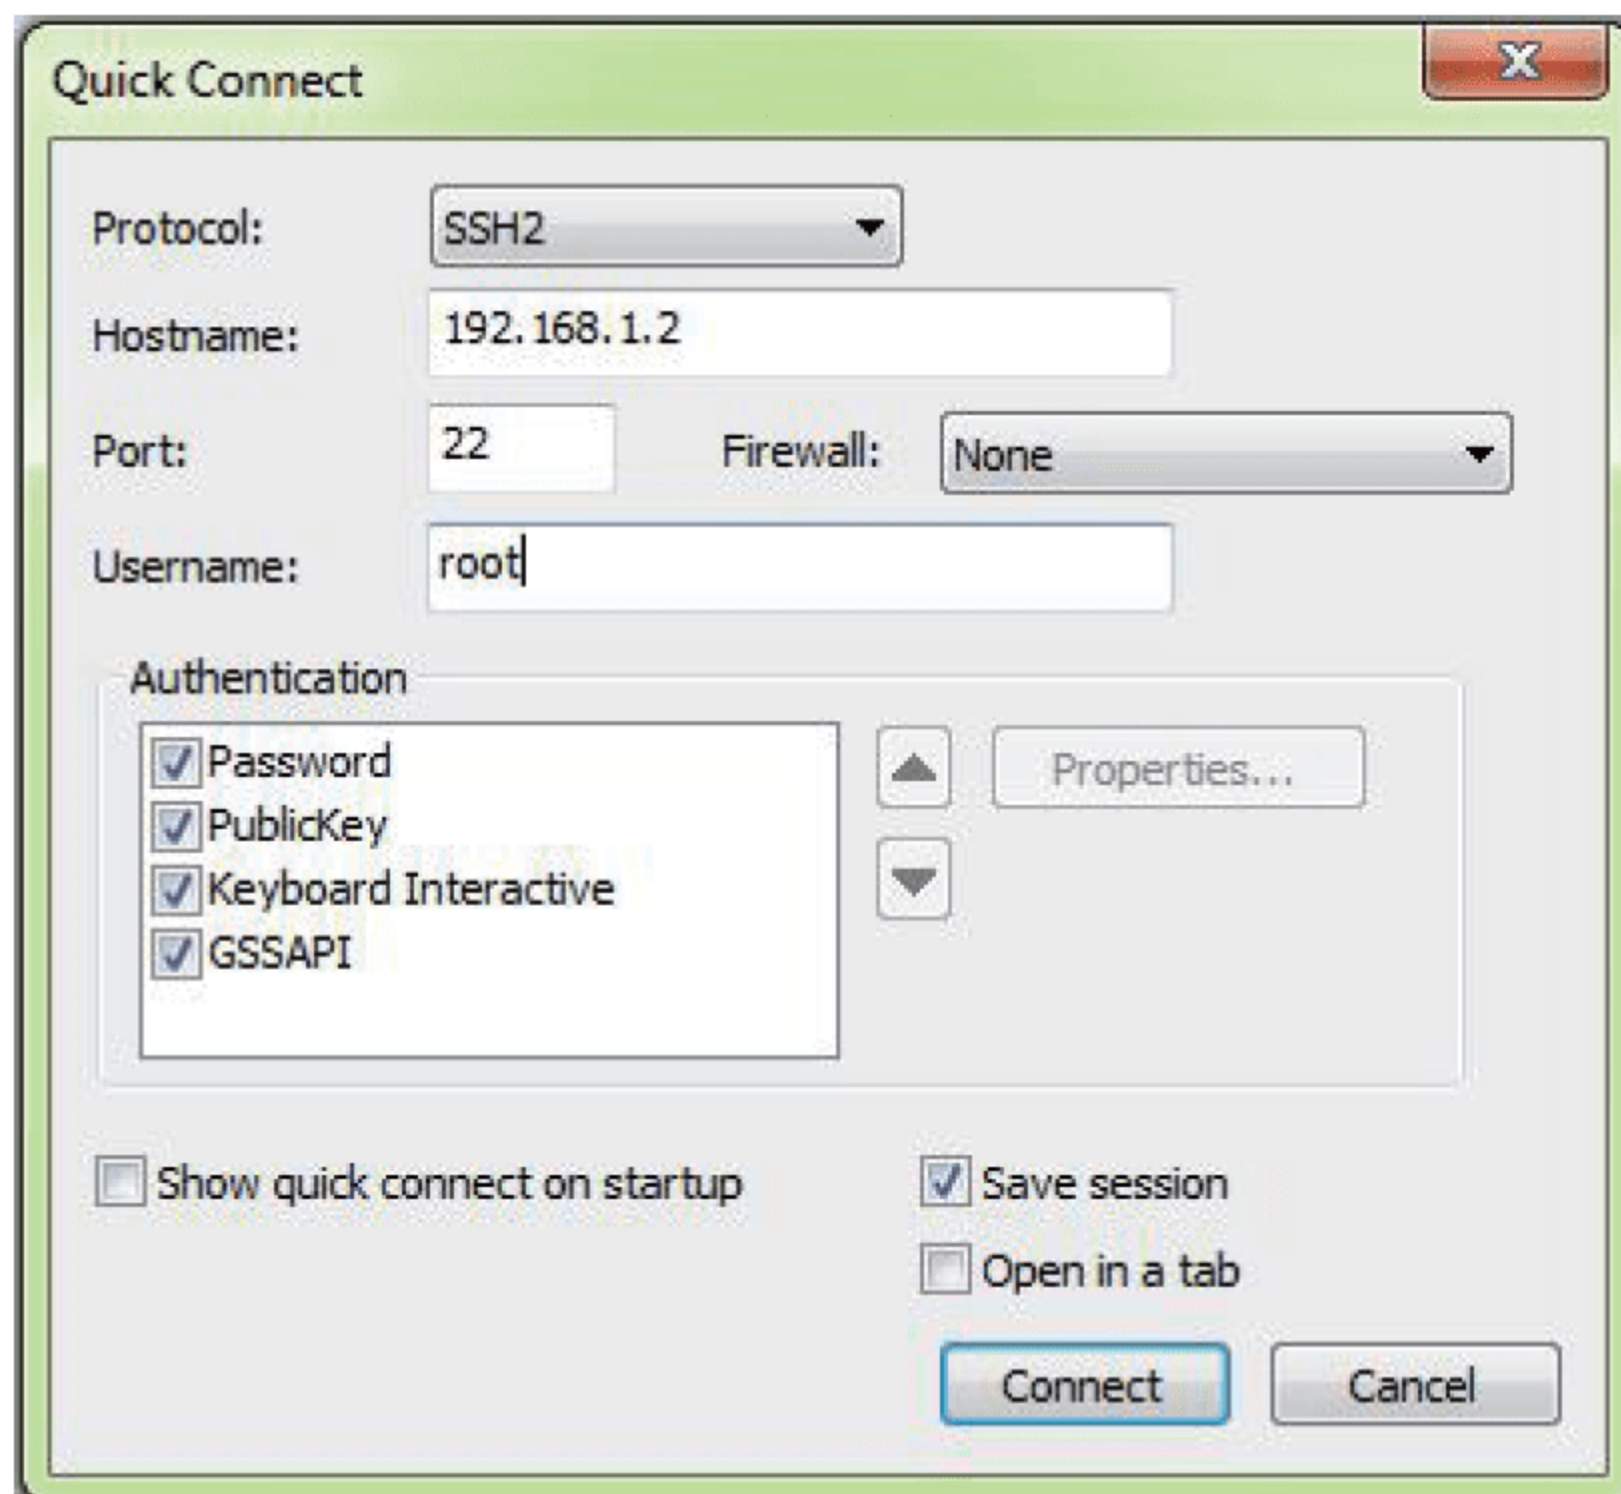 Quick Connect
Protocol: SSH2
Hostname: 192.168.1.2
Port: 22 Firewall: None
Username: root
Authentication
Password
PublicKey
Keyboard Interactive
GSSAPI
Properties...
Show quick connect on startup
Save session
Open in a tab
Connect Cancel